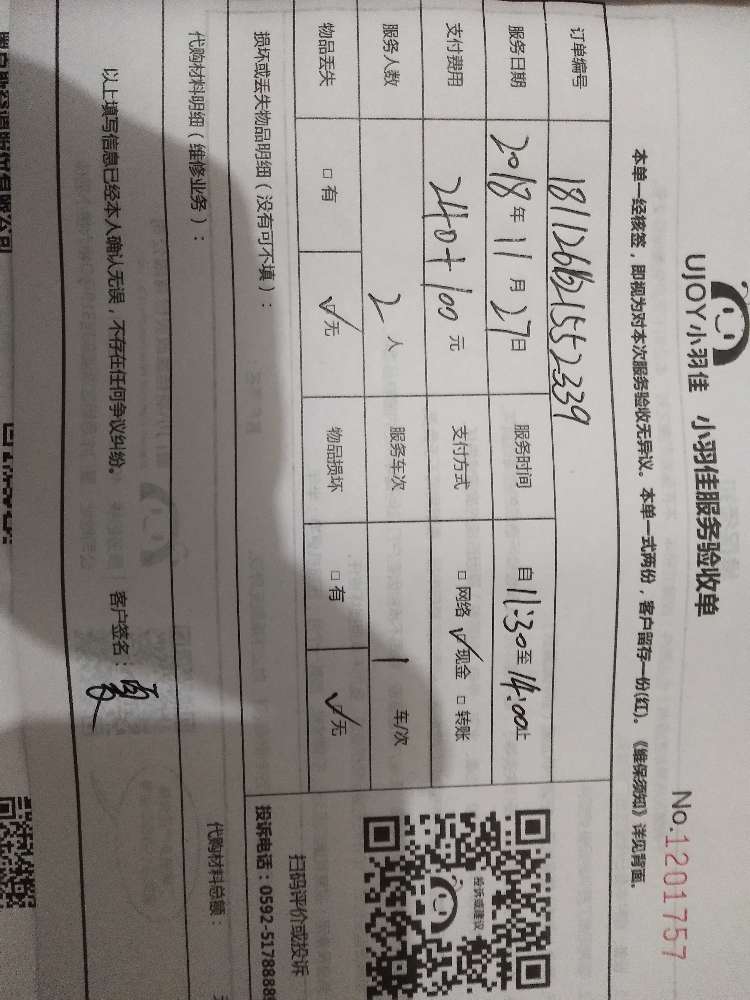 UJOY小羽佳 小羽佳服务验收单
No.1201757
本单一经核签，即视为对本次服务验收无异议。本单一式两份，客户留存一份(红)。《维保须知》详见背面。
订单编号
服务日期 2018年11月27日 服务时间 自11:30至14:00止
支付费用 240+100元 支付方式 □网络 ☑现金 □转账
服务人数 2人 服务车次 1车/次
物品丢失 □有 ☑无 物品损坏 □有 ☑无
损坏或丢失物品明细（没有可不填）：
代购材料明细（维修业务）： 代购材料总额：
以上填写信息已经本人确认无误，不存在任何争议纠纷。 客户签名：
投诉或建议
扫码评价或投诉
投诉电话：0592-5178888